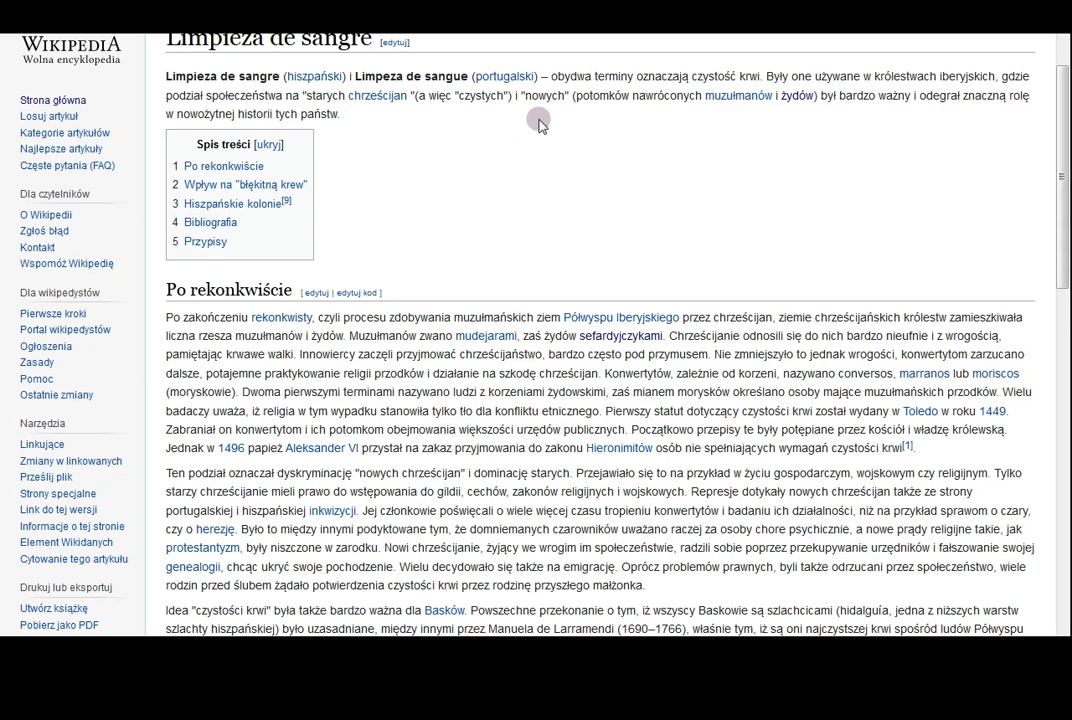 WIKIPEDIA
Wolna encyklopedia
Strona główna
Losuj artykuł
Kategorie artykułów
Najlepsze artykuły
Częste pytania (FAQ)
Dla czytelników
O Wikipedii
Zgłoś błąd
Kontakt
Wspomóż Wikipedię
Dla wikipedystów
Pierwsze kroki
Portal wikipedystów
Ogłoszenia
Zasady
Pomoc
Ostatnie zmiany
Narzędzia
Linkujące
Zmiany w linkowanych
Prześlij plik
Strony specjalne
Link do tej wersji
Informacje o tej stronie
Element Wikidanych
Cytowanie tego artykułu
Drukuj lub eksportuj
Utwórz książkę
Pobierz jako PDF
Limpieza de sangre [edytuj]
Limpieza de sangre (hiszpański) i Limpeza de sangue (portugalski) – obydwa terminy oznaczają czystość krwi. Były one używane w królestwach iberyjskich, gdzie
podział społeczeństwa na "starych chrześcijan "(a więc "czystych") i "nowych" (potomków nawróconych muzułmanów i żydów) był bardzo ważny i odegrał znaczną rolę
w nowożytnej historii tych państw.
Spis treści [ukryj]
1 Po rekonkwiście
2 Wpływ na "błękitną krew"
3 Hiszpańskie kolonie[9]
4 Bibliografia
5 Przypisy
Po rekonkwiście [ edytuj | edytuj kod ]
Po zakończeniu rekonkwisty, czyli procesu zdobywania muzułmańskich ziem Półwyspu Iberyjskiego przez chrześcijan, ziemie chrześcijańskich królestw zamieszkiwała
liczna rzesza muzułmanów i żydów. Muzułmanów zwano mudejarami, zaś żydów sefardyjczykami. Chrześcijanie odnosili się do nich bardzo nieufnie i z wrogością,
pamiętając krwawe walki. Innowiercy zaczęli przyjmować chrześcijaństwo, bardzo często pod przymusem. Nie zmniejszyło to jednak wrogości, konwertytom zarzucano
dalsze, potajemne praktykowanie religii przodków i działanie na szkodę chrześcijan. Konwertytów, zależnie od korzeni, nazywano conversos, marranos lub moriscos
(moryskowie). Dwoma pierwszymi terminami nazywano ludzi z korzeniami żydowskimi, zaś mianem morysków określano osoby mające muzułmańskich przodków. Wielu
badaczy uważa, iż religia w tym wypadku stanowiła tylko tło dla konfliktu etnicznego. Pierwszy statut dotyczący czystości krwi został wydany w Toledo w roku 1449.
Zabraniał on konwertytom i ich potomkom obejmowania większości urzędów publicznych. Początkowo przepisy te były potępiane przez kościół i władzę królewską.
Jednak w 1496 papież Aleksander VI przystał na zakaz przyjmowania do zakonu Hieronimitów osób nie spełniających wymagań czystości krwi[1].
Ten podział oznaczał dyskryminację "nowych chrześcijan" i dominację starych. Przejawiało się to na przykład w życiu gospodarczym, wojskowym czy religijnym. Tylko
starzy chrześcijanie mieli prawo do wstępowania do gildii, cechów, zakonów religijnych i wojskowych. Represje dotykały nowych chrześcijan także ze strony
portugalskiej i hiszpańskiej inkwizycji. Jej członkowie poświęcali o wiele więcej czasu tropieniu konwertytów i badaniu ich działalności, niż na przykład sprawom o czary,
czy o herezję. Było to między innymi podyktowane tym, że domniemanych czarowników uważano raczej za osoby chore psychicznie, a nowe prądy religijne takie, jak
protestantyzm, były niszczone w zarodku. Nowi chrześcijanie, żyjący we wrogim im społeczeństwie, radzili sobie poprzez przekupywanie urzędników i fałszowanie swojej
genealogii, chcąc ukryć swoje pochodzenie. Wielu decydowało się także na emigrację. Oprócz problemów prawnych, byli także odrzucani przez społeczeństwo, wiele
rodzin przed ślubem żądało potwierdzenia czystości krwi przez rodzinę przyszłego małżonka.
Idea "czystości krwi" była także bardzo ważna dla Basków. Powszechne przekonanie o tym, iż wszyscy Baskowie są szlachcicami (hidalguía, jedna z niższych warstw
szlachty hiszpańskiej) było uzasadniane, między innymi przez Manuela de Larramendi (1690–1766), właśnie tym, iż są oni najczystszej krwi spośród ludów Półwyspu